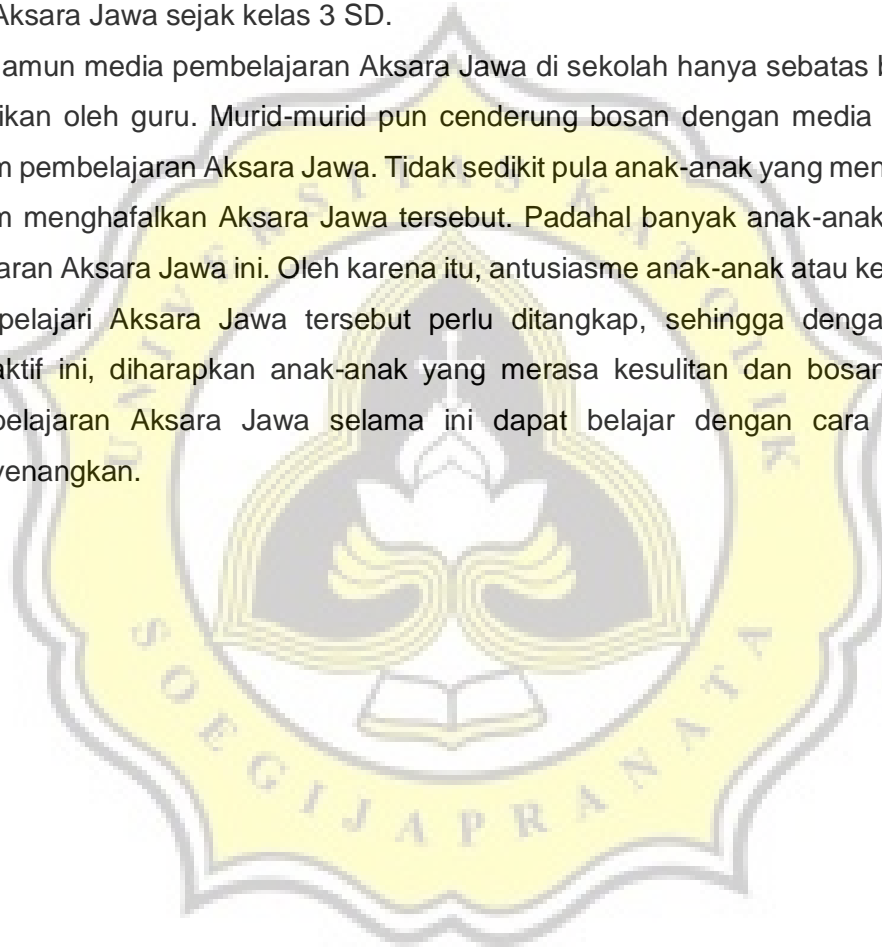 Aksara Jawa sejak kelas 3 SD.
amun media pembelajaran Aksara Jawa di sekolah hanya sebatas b
ikan oleh guru. Murid-murid pun cenderung bosan dengan media
m pembelajaran Aksara Jawa. Tidak sedikit pula anak-anak yang men
m menghafalkan Aksara Jawa tersebut. Padahal banyak anak-anak
aran Aksara Jawa ini. Oleh karena itu, antusiasme anak-anak atau ke
pelajari Aksara Jawa tersebut perlu ditangkap, sehingga denga
aktif ini, diharapkan anak-anak yang merasa kesulitan dan bosan
belajaran Aksara Jawa selama ini dapat belajar dengan cara
yenangkan.
UNIVERSITAS KATOLIK
SOEGIJAPRANATA